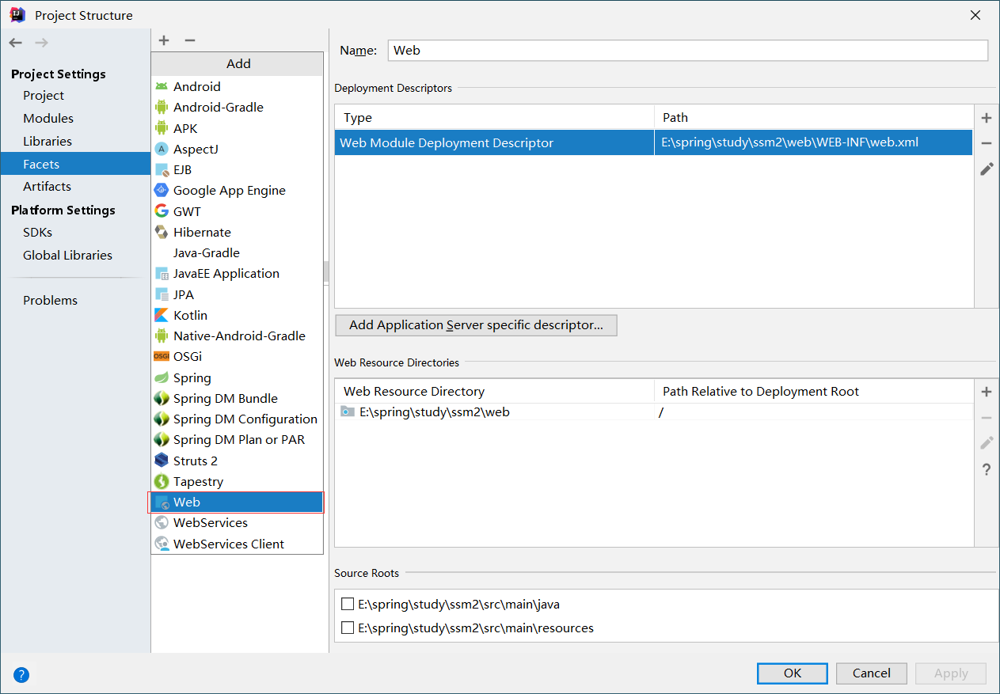 Project Structure
Project Settings
Project
Modules
Libraries
Facets
Artifacts
Platform Settings
SDKs
Global Libraries
Problems
Add
Android
Android-Gradle
APK
AspectJ
EJB
Google App Engine
GWT
Hibernate
Java-Gradle
JavaEE Application
JPA
Kotlin
Native-Android-Gradle
OSGi
Spring
Spring DM Bundle
Spring DM Configuration
Spring DM Plan or PAR
Struts 2
Tapestry
Web
WebServices
WebServices Client
Name: Web
Deployment Descriptors
Type Path
Web Module Deployment Descriptor E:\spring\study\ssm2\web\WEB-INF\web.xml
Add Application Server specific descriptor...
Web Resource Directories
Web Resource Directory Path Relative to Deployment Root
E:\spring\study\ssm2\web /
Source Roots
E:\spring\study\ssm2\src\main\java
E:\spring\study\ssm2\src\main\resources
OK Cancel Apply